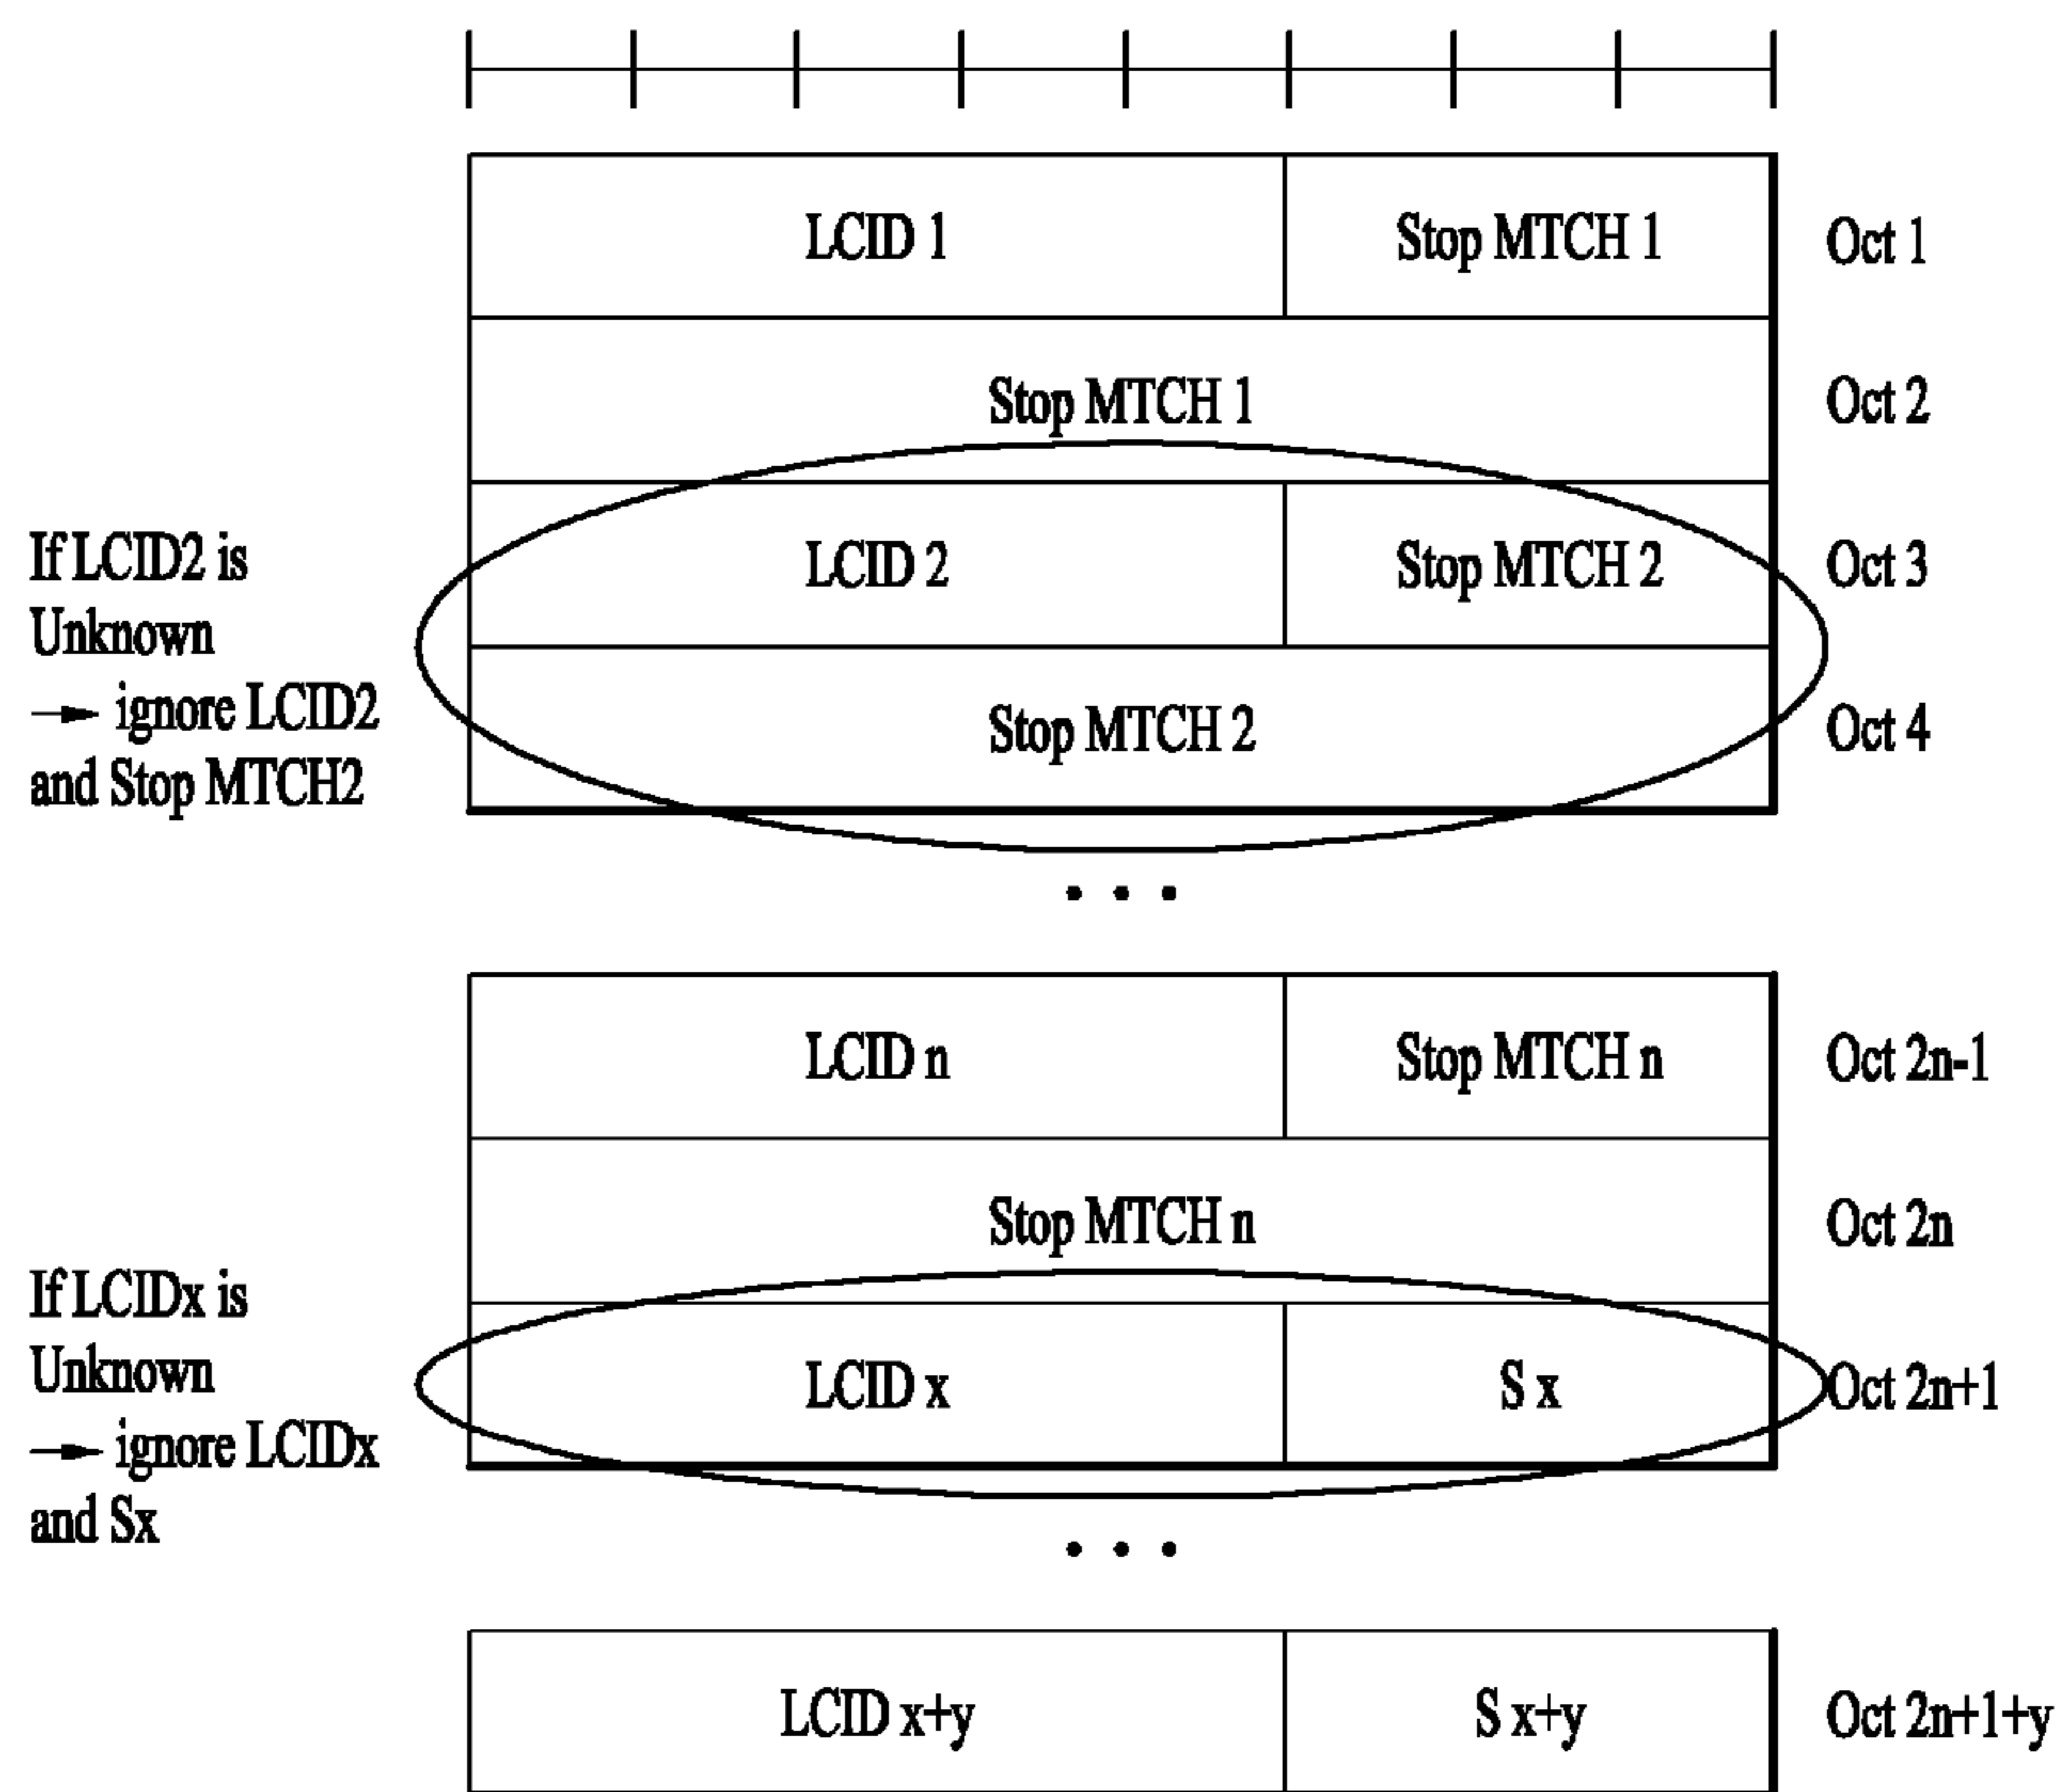 LCID 1 Stop MTCH 1 Oct 1
Stop MTCH 1 Oct 2
If LCID2 is
Unknown
→ ignore LCID2
and Stop MTCH2
LCID 2 Stop MTCH 2 Oct 3
Stop MTCH 2 Oct 4
• • •
LCID n Stop MTCH n Oct 2n-1
Stop MTCH n Oct 2n
If LCIDx is
Unknown
→ ignore LCIDx
and Sx
LCID x S x Oct 2n+1
• • •
LCID x+y S x+y Oct 2n+1+y